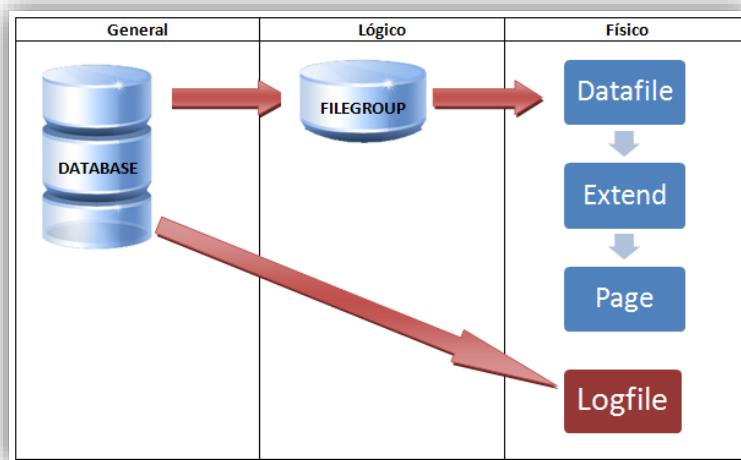 General
Lógico
Físico
DATABASE
FILEGROUP
Datafile
Extend
Page
Logfile